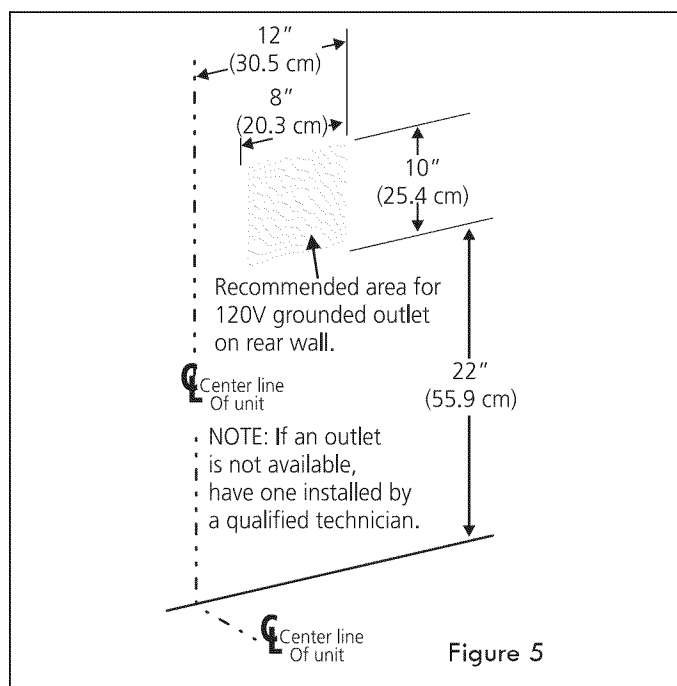 12"
(30.5 cm)
8"
(20.3 cm)
10"
(25.4 cm)
Recommended area for
120V grounded outlet
on rear wall.
22"
(55.9 cm)
℄ Center line
Of unit
NOTE: If an outlet
is not available,
have one installed by
a qualified technician.
℄ Center line
Of unit
Figure 5